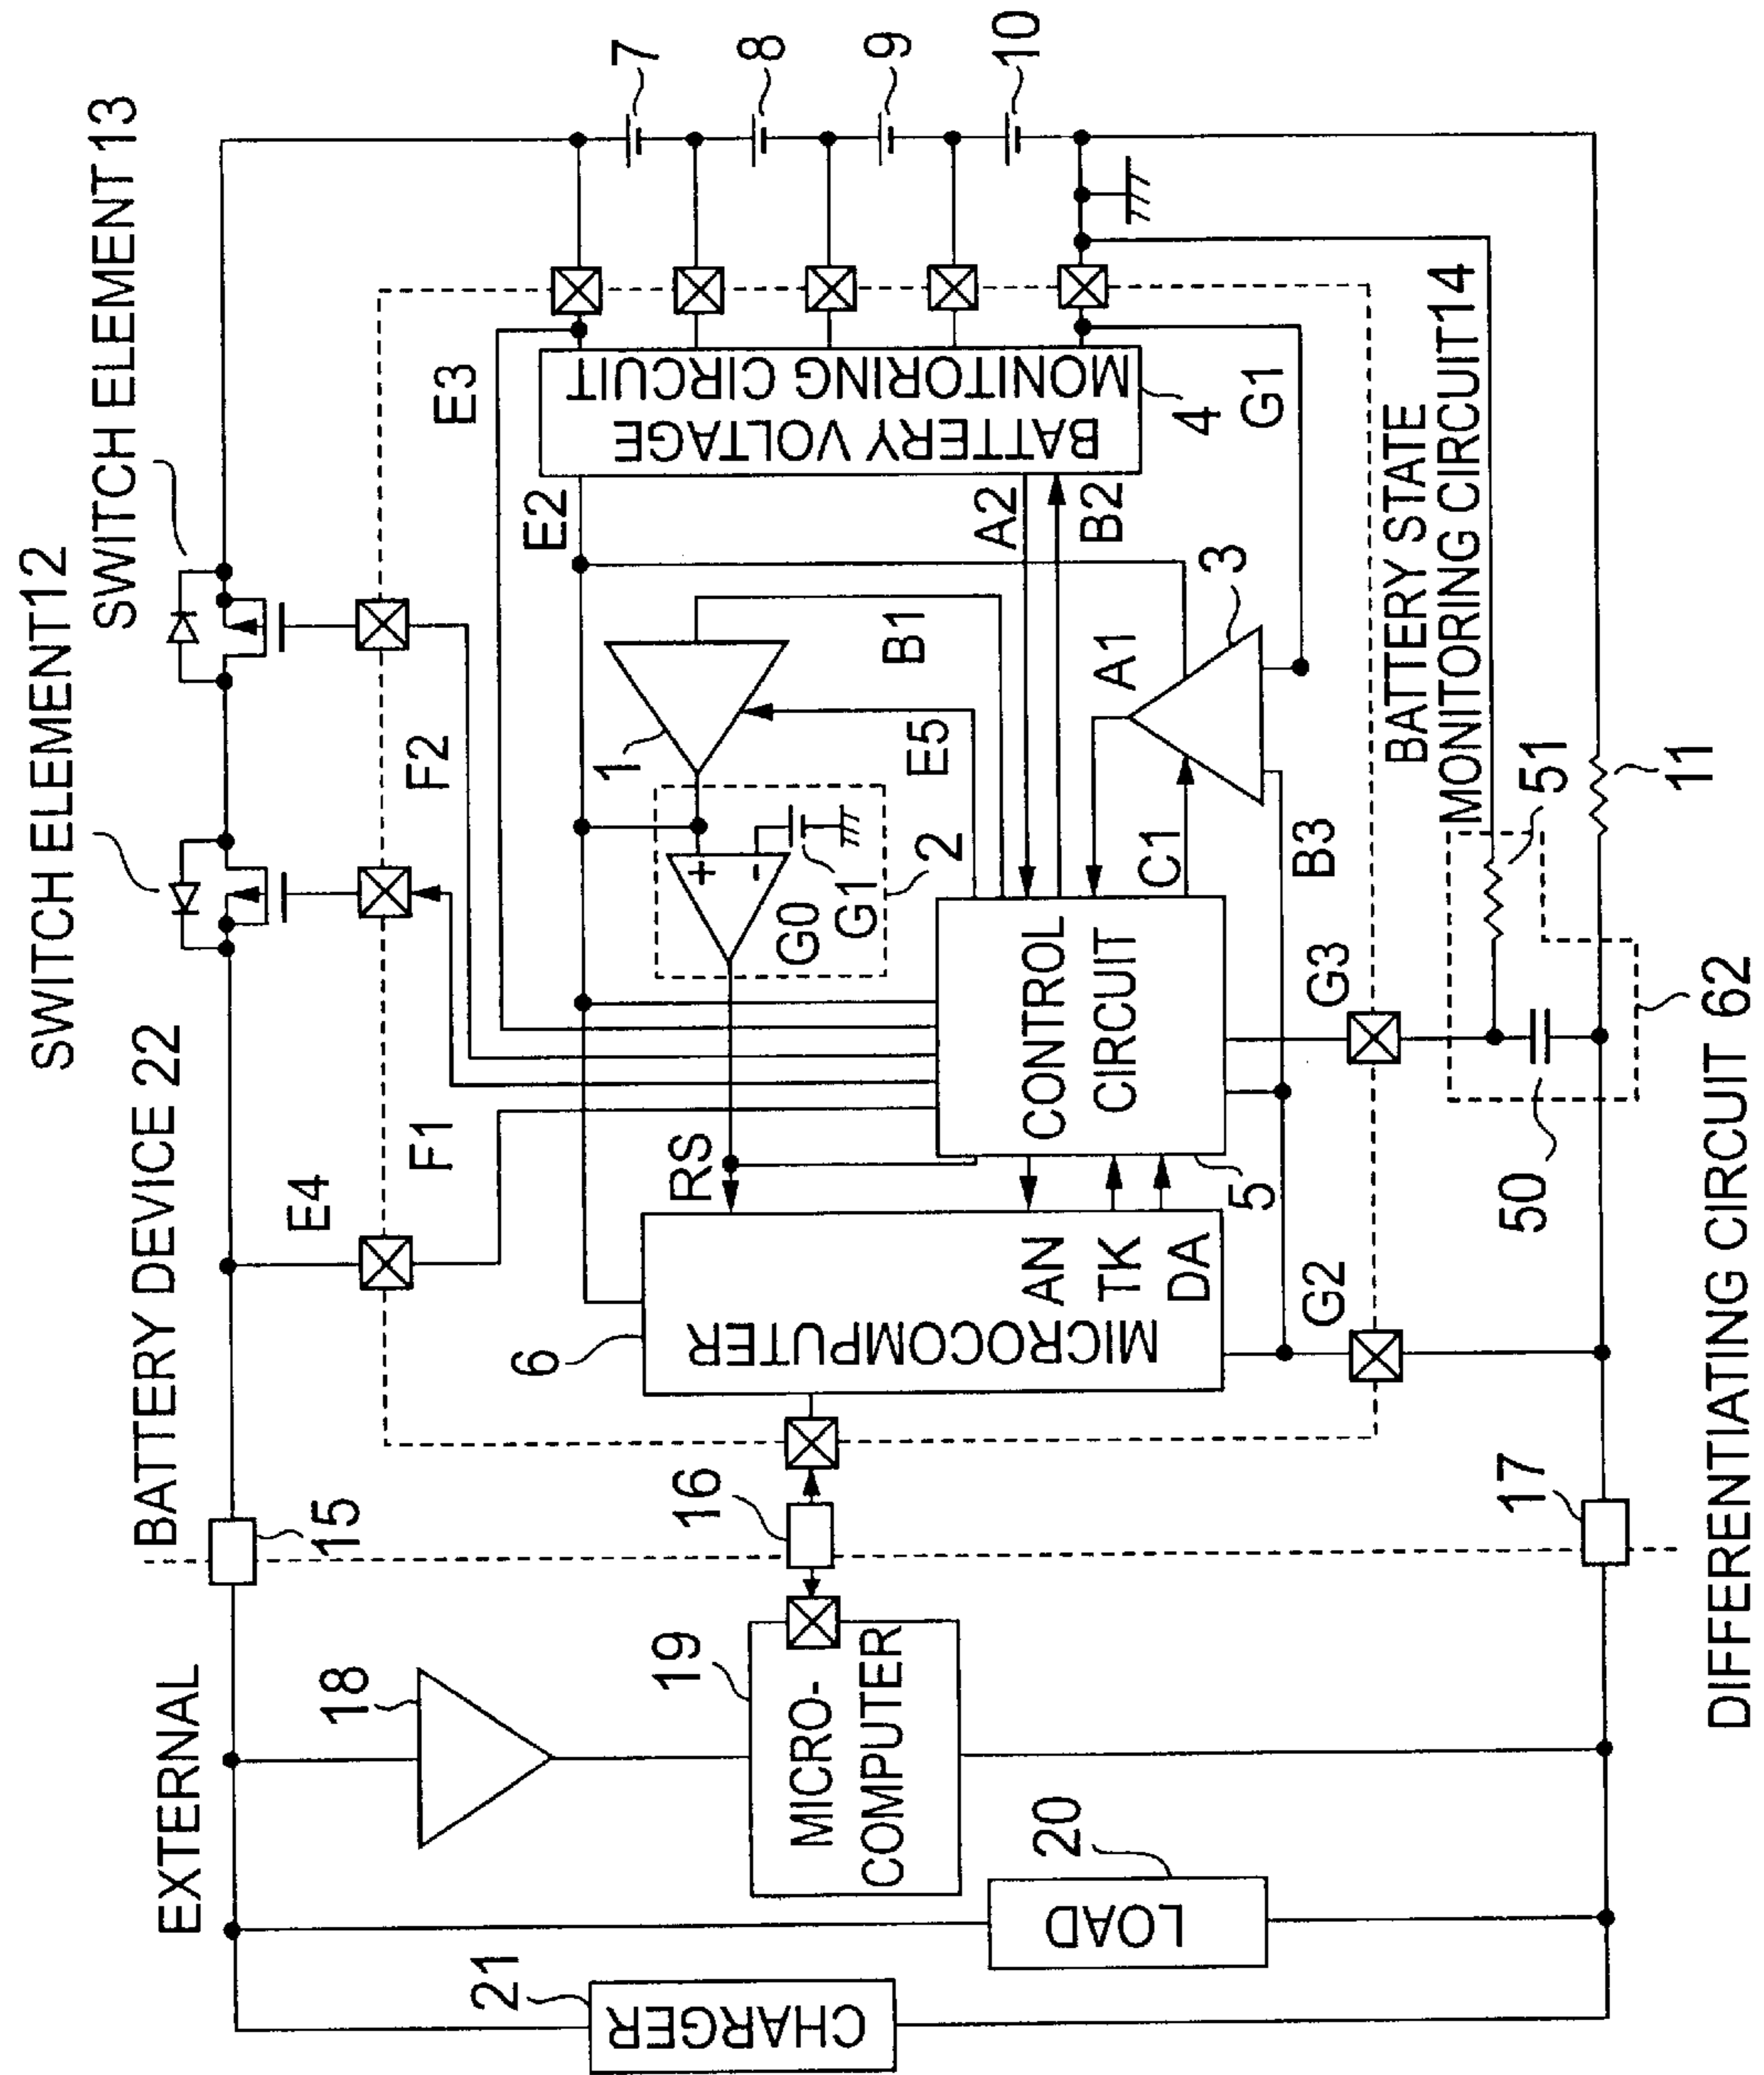 SWITCH ELEMENT12
SWITCH ELEMENT13
BATTERY DEVICE 22
EXTERNAL
15
E4
F1
F2
E3
7
8
9
10
18
21
CHARGER
20
LOAD
19
MICRO-
COMPUTER
16
6
MICROCOMPUTER
RS
AN
TK
DA
1
+
-
G0
G1
2
E2
E5
B1
A2
B2
BATTERY VOLTAGE
MONITORING CIRCUIT
4
G1
A1
3
C1
B3
CONTROL
CIRCUIT
5
G2
G3
BATTERY STATE
MONITORING CIRCUIT14
51
50
11
17
DIFFERENTIATING CIRCUIT 62